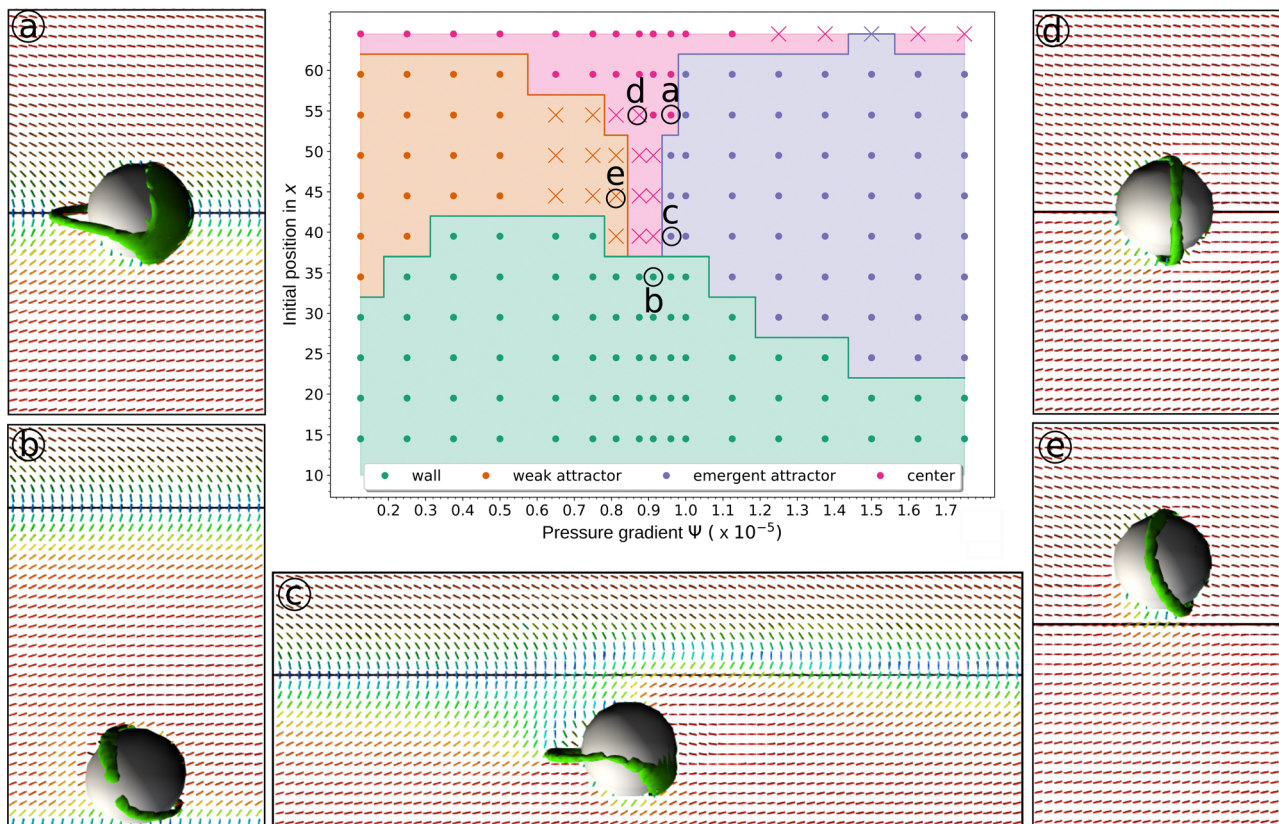 a
b
c
d
e
Initial position in x
60
55
50
45
40
35
30
25
20
15
10
d
a
e
c
b
wall
weak attractor
emergent attractor
center
0.2 0.3 0.4 0.5 0.6 0.7 0.8 0.9 1.0 1.1 1.2 1.3 1.4 1.5 1.6 1.7
Pressure gradient Ψ ( x 10⁻⁵)